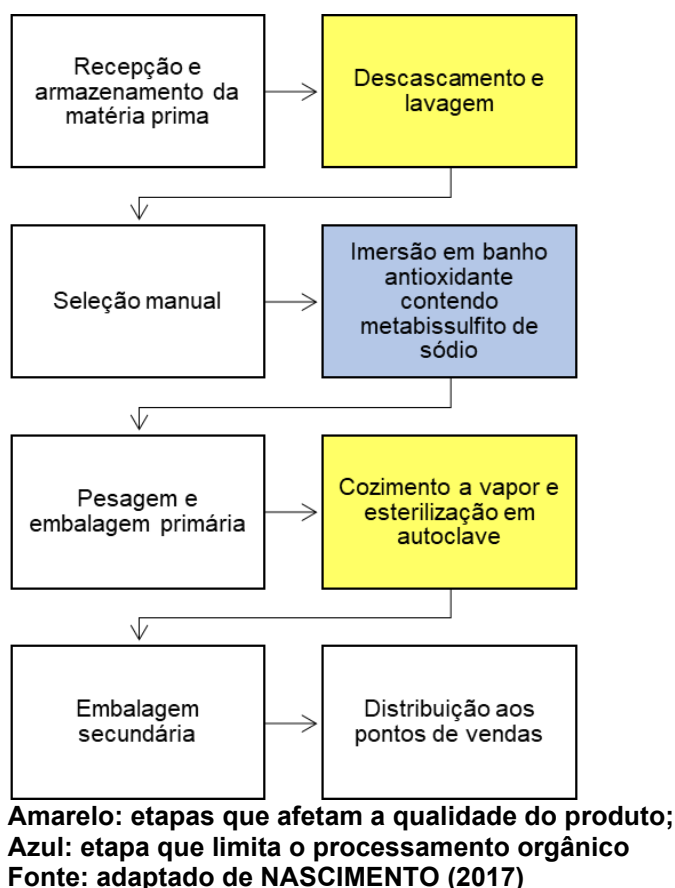 Recepção e
armazenamento da
matéria prima
Descascamento e
lavagem
Seleção manual
Imersão em banho
antioxidante
contendo
metabissulfito de
sódio
Pesagem e
embalagem primária
Cozimento a vapor e
esterilização em
autoclave
Embalagem
secundária
Distribuição aos
pontos de vendas
Amarelo: etapas que afetam a qualidade do produto;
Azul: etapa que limita o processamento orgânico
Fonte: adaptado de NASCIMENTO (2017)